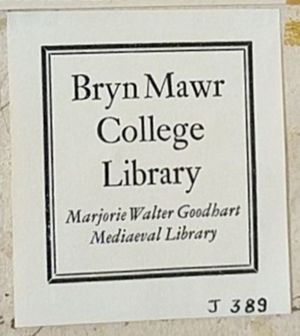 Bryn Mawr
College
Library
Marjorie Walter Goodhart
Mediaeval Library
J 389